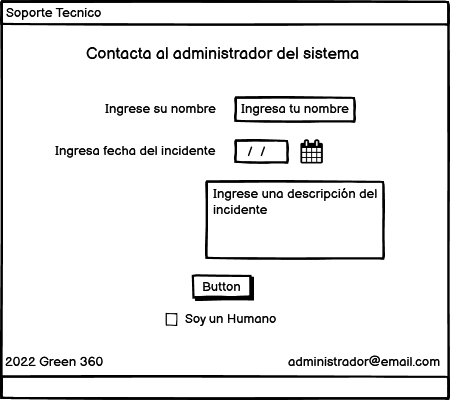 Soporte Tecnico
Contacta al administrador del sistema
Ingrese su nombre
Ingresa tu nombre
Ingresa fecha del incidente
/ /
Ingrese una descripción del
incidente
Button
Soy un Humano
2022 Green 360
administrador@email.com